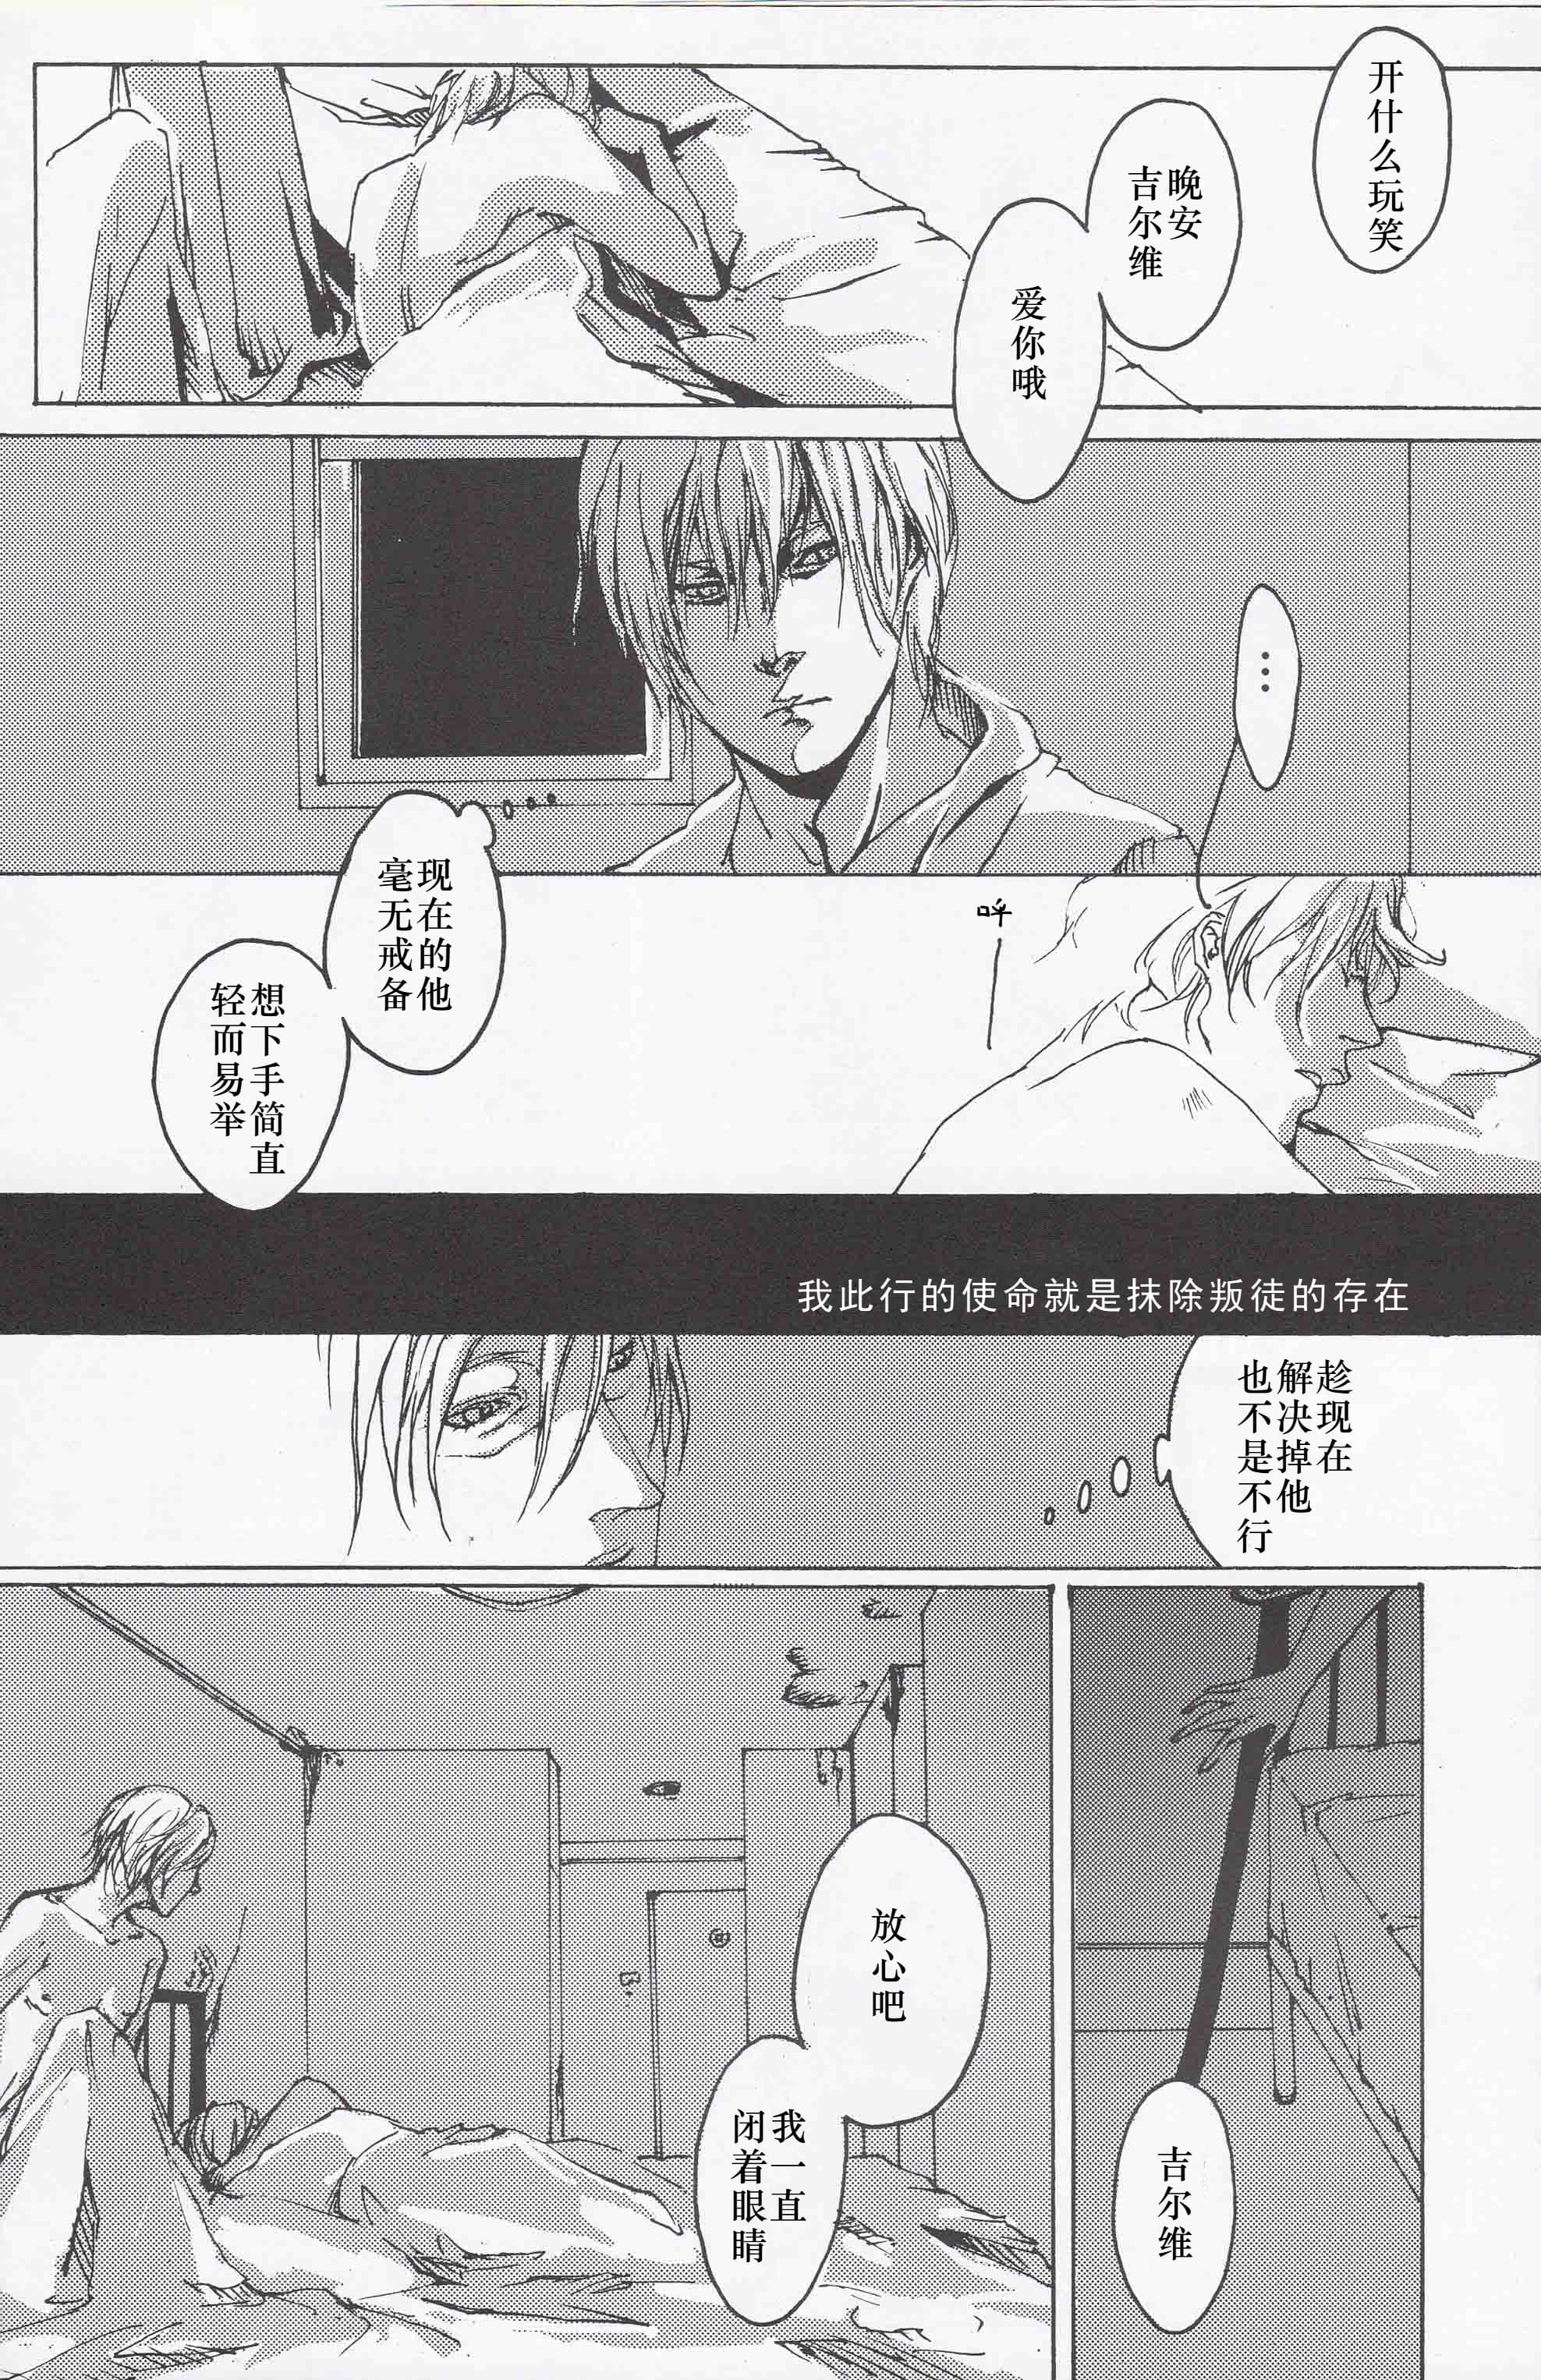 开什么玩笑
晚安
吉尔维
爱你哦
…
呼
现在的他
毫无戒备
想下手简直
轻而易举
我此行的使命就是抹除叛徒的存在
趁现在
解决掉他
也不是不行
吉尔维
放心吧
我一直
闭着眼睛